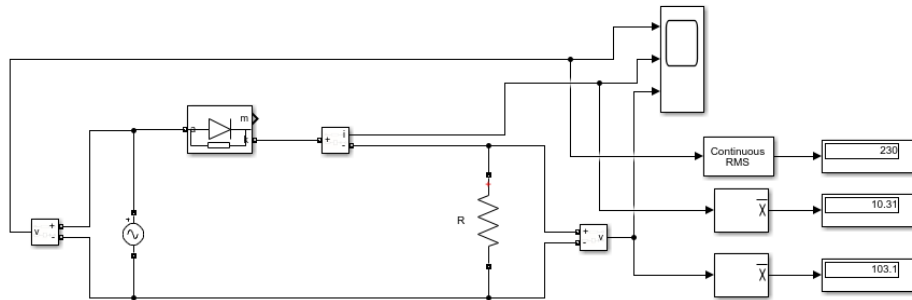 m
a
k
+
i
-
Continuous
RMS
230
R
+
v
+
-
+
+
-
v
x̅
10.31
x̅
103.1